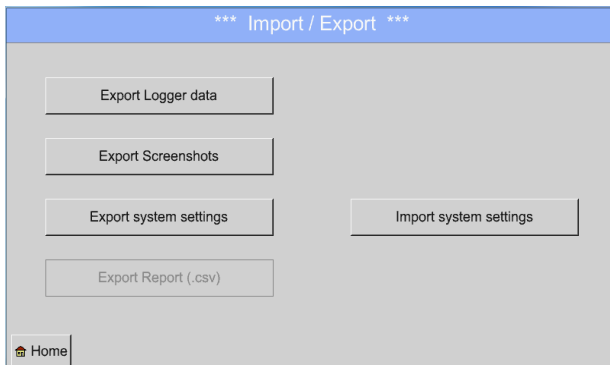 *** Import / Export ***
Export Logger data
Export Screenshots
Export system settings
Import system settings
Export Report (.csv)
Home